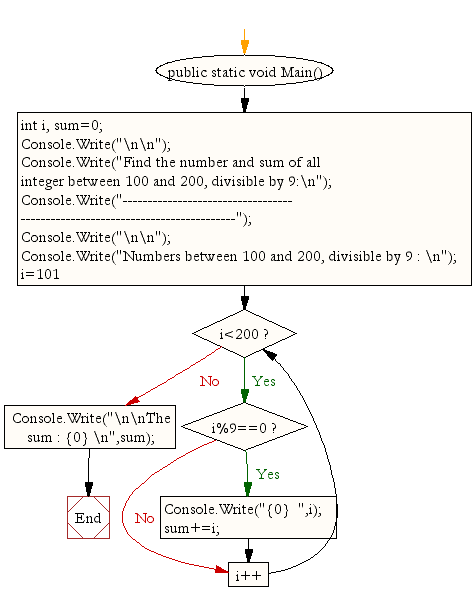 public static void Main()
int i, sum=0;
Console.Write("\n\n");
Console.Write("Find the number and sum of all
integer between 100 and 200, divisible by 9:\n");
Console.Write("----------------------------------
-------------------------------------------");
Console.Write("\n\n");
Console.Write("Numbers between 100 and 200, divisible by 9 : \n");
i=101
i<200 ?
No
Yes
Console.Write("\n\nThe
sum : {0} \n",sum);
i%9==0 ?
End
Yes
No
Console.Write("{0}  ",i);
sum+=i;
i++